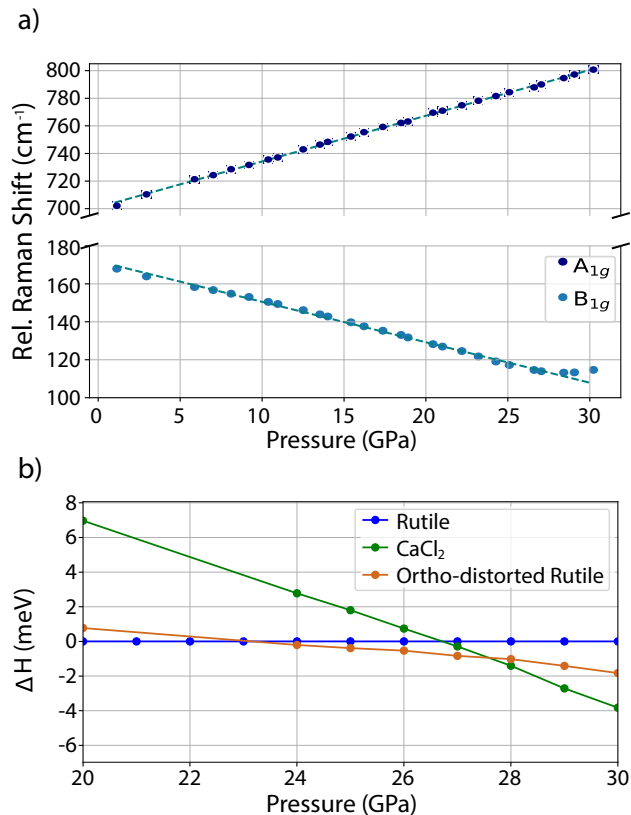 a)
Rel. Raman Shift (cm⁻¹)
800
780
760
740
720
700
180
160
140
120
100
A1g
B1g
0 5 10 15 20 25 30
Pressure (GPa)
b)
ΔH (meV)
8
6
4
2
0
-2
-4
-6
Rutile
CaCl₂
Ortho-distorted Rutile
20 22 24 26 28 30
Pressure (GPa)